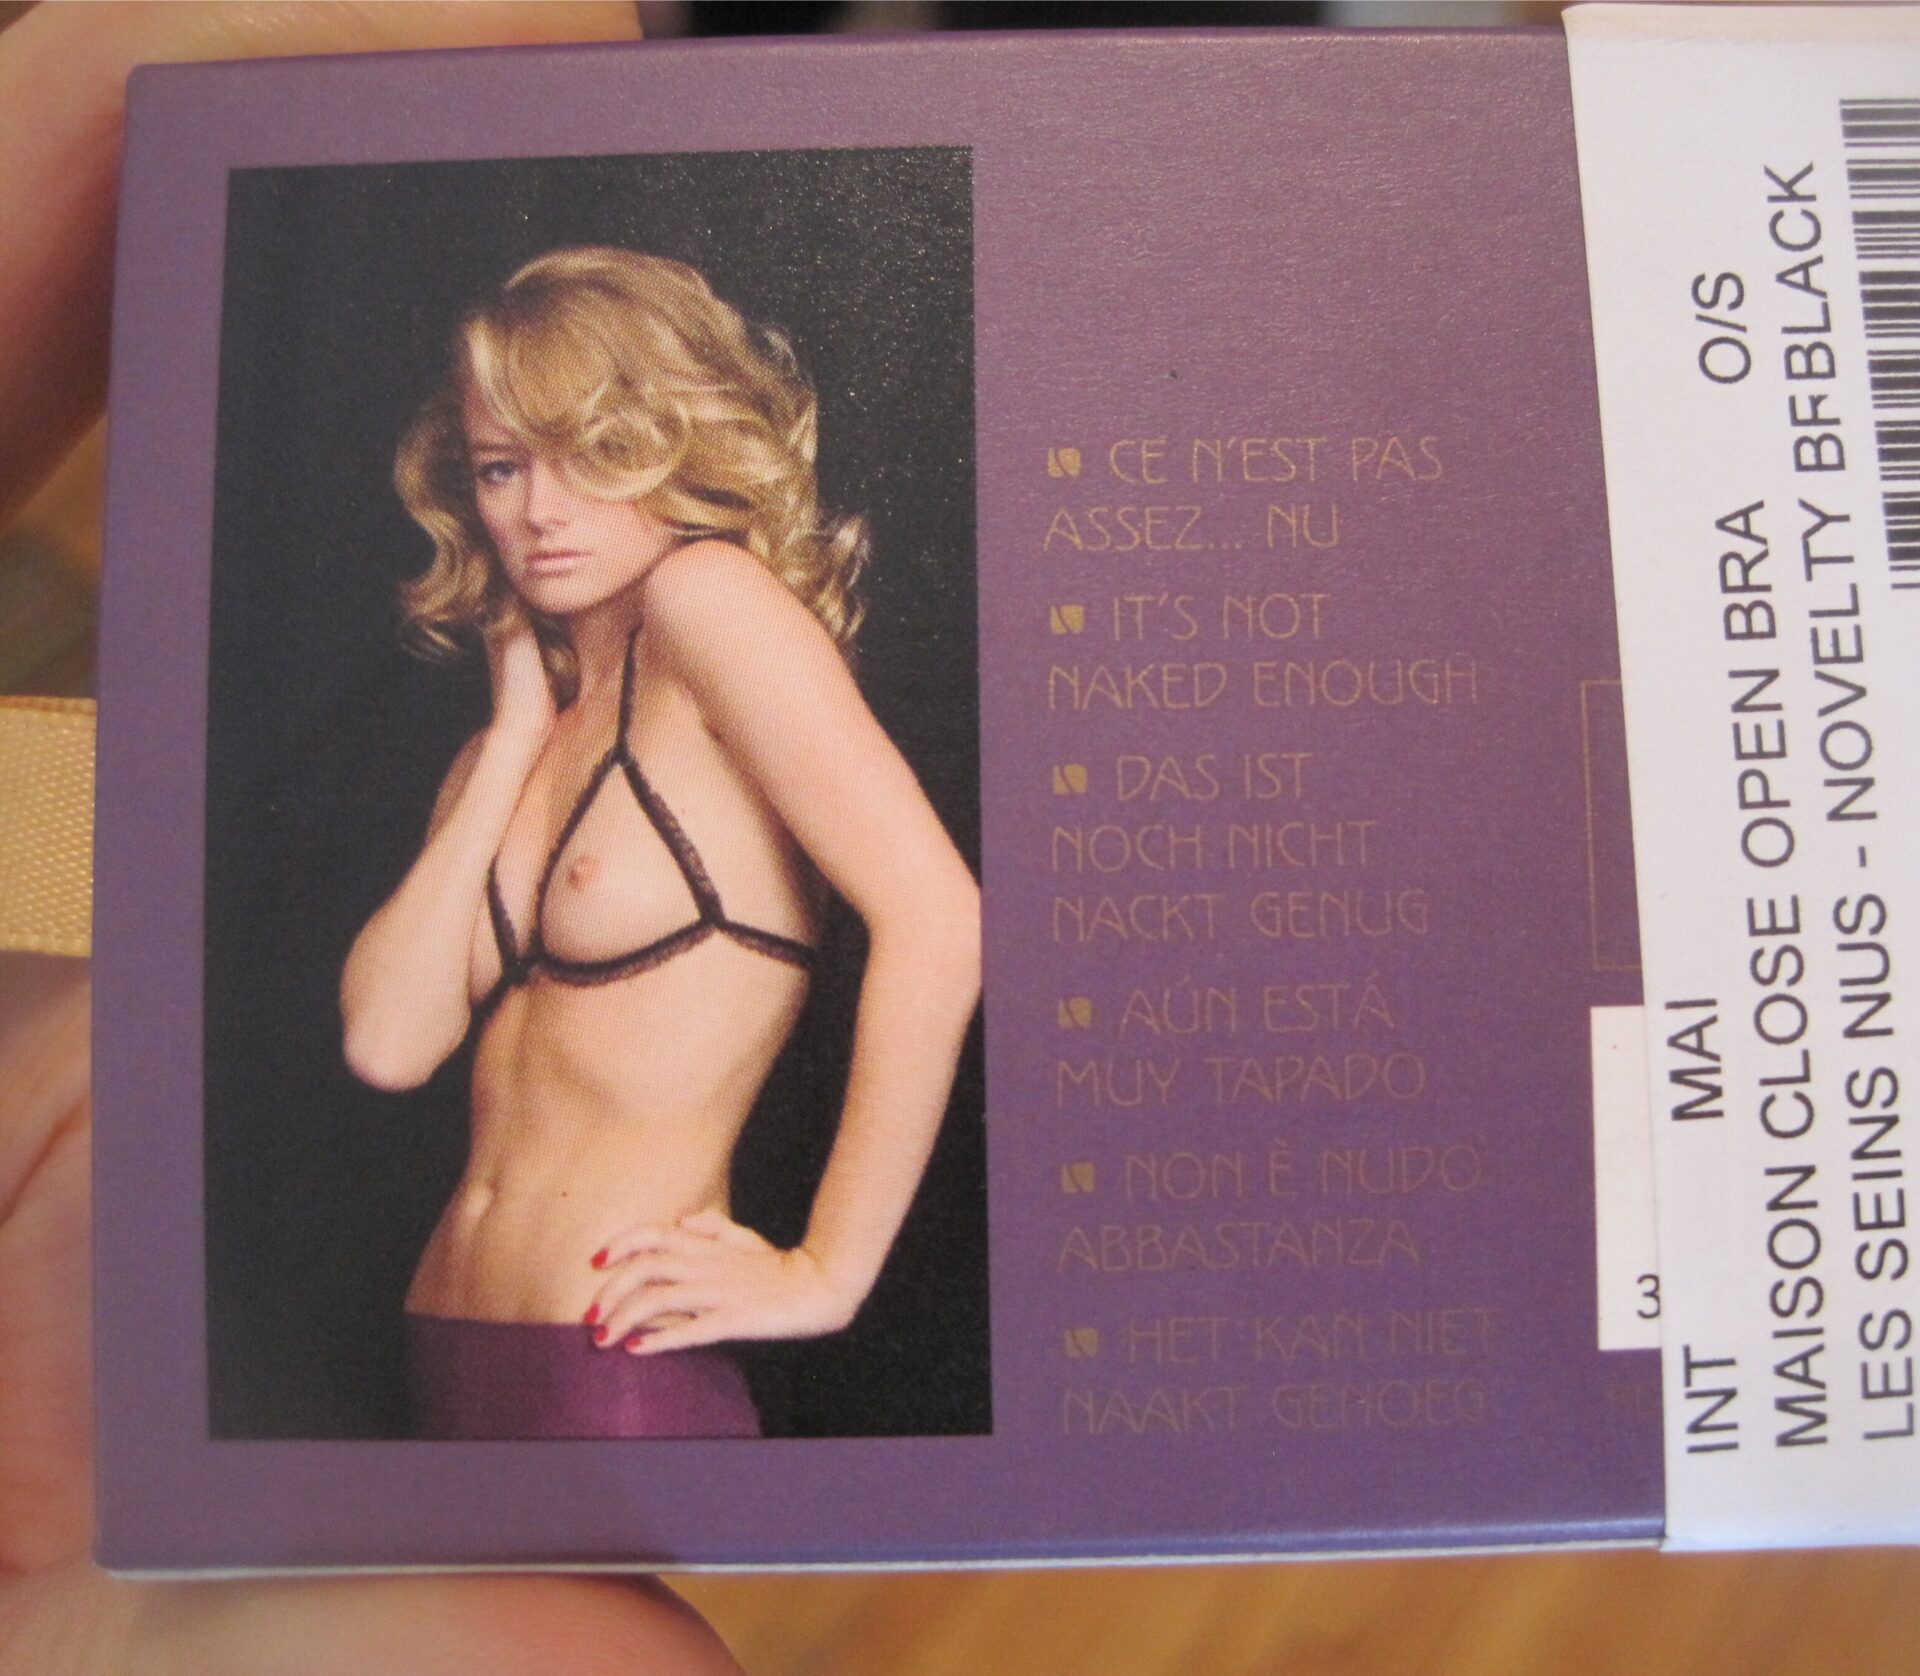 CE N'EST PAS
ASSEZ... NU
IT'S NOT
NAKED ENOUGH
DAS IST
NOCH NICHT
NACKT GENUG
AÚN ESTÁ
MUY TAPADO
NON È NUDO
ABBASTANZA
HET KAN NIET
NAAKT GENOEG
3
INT MAI O/S
MAISON CLOSE OPEN BRA
LES SEINS NUS - NOVELTY BFBLACK